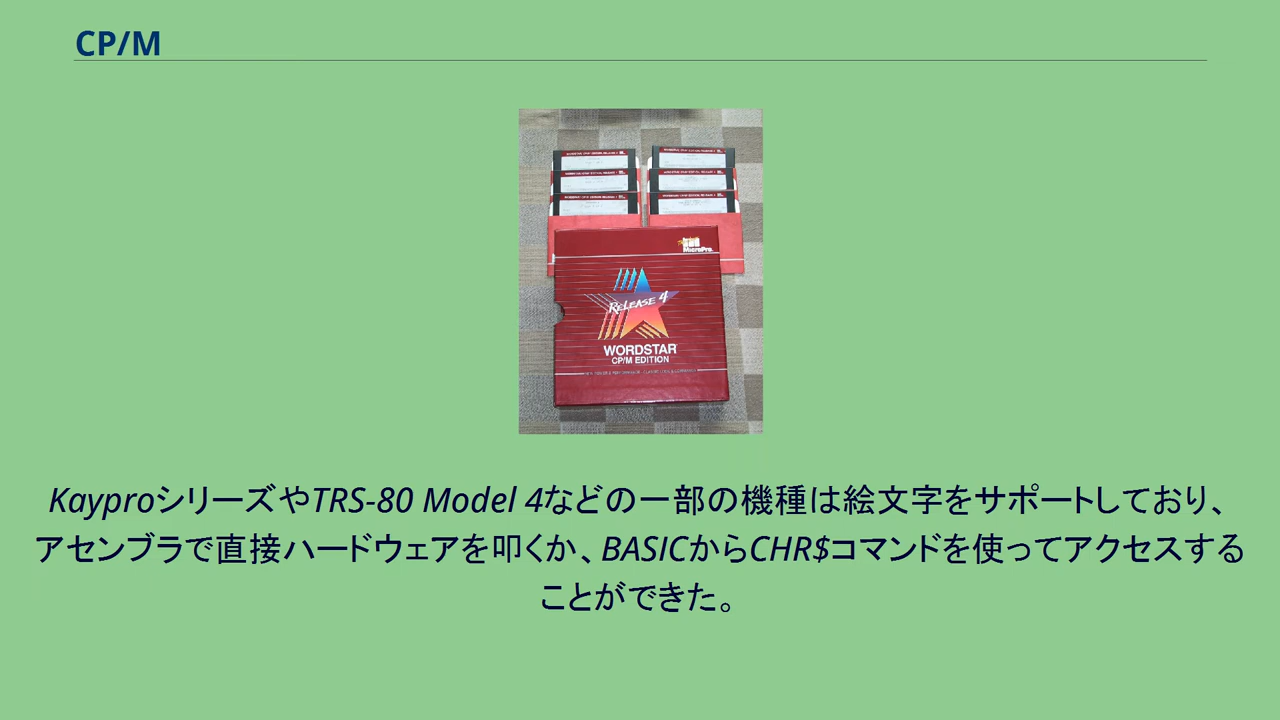 CP/M
MicroPro
RELEASE 4
WORDSTAR
CP/M EDITION
KayproシリーズやTRS-80 Model 4などの一部の機種は絵文字をサポートしており、
アセンブラで直接ハードウェアを叩くか、BASICからCHR$コマンドを使ってアクセスする
ことができた。